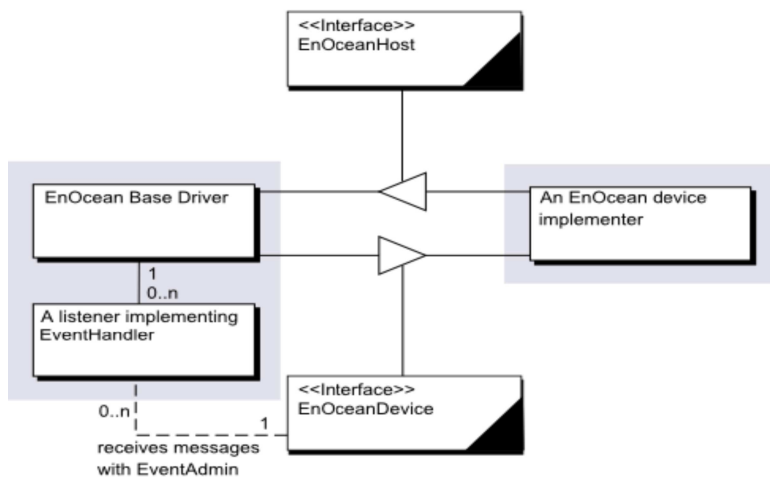 <<Interface>>
EnOceanHost
EnOcean Base Driver
An EnOcean device
implementer
1
0..n
A listener implementing
EventHandler
<<Interface>>
EnOceanDevice
0..n
1
receives messages
with EventAdmin